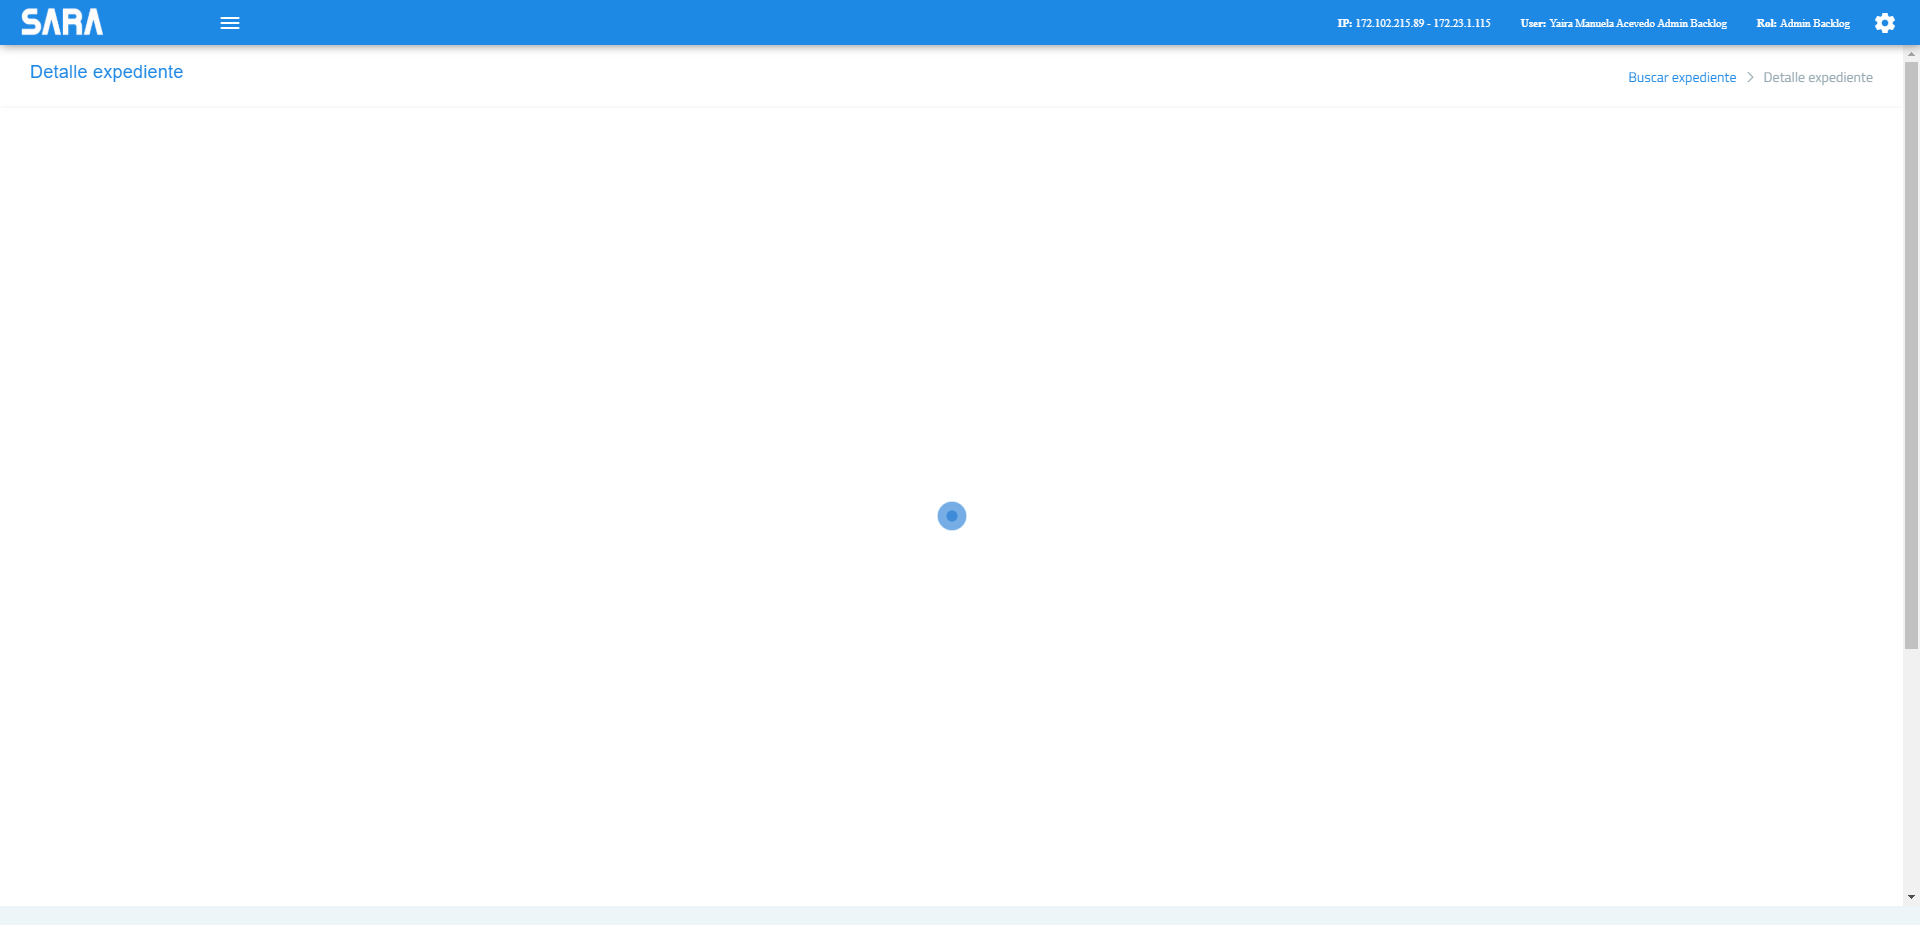 SARA
IP: 172.102.215.89 - 172.23.1.115 User: Yaira Manuela Acevedo Admin Backlog Rol: Admin Backlog
Detalle expediente
Buscar expediente > Detalle expediente